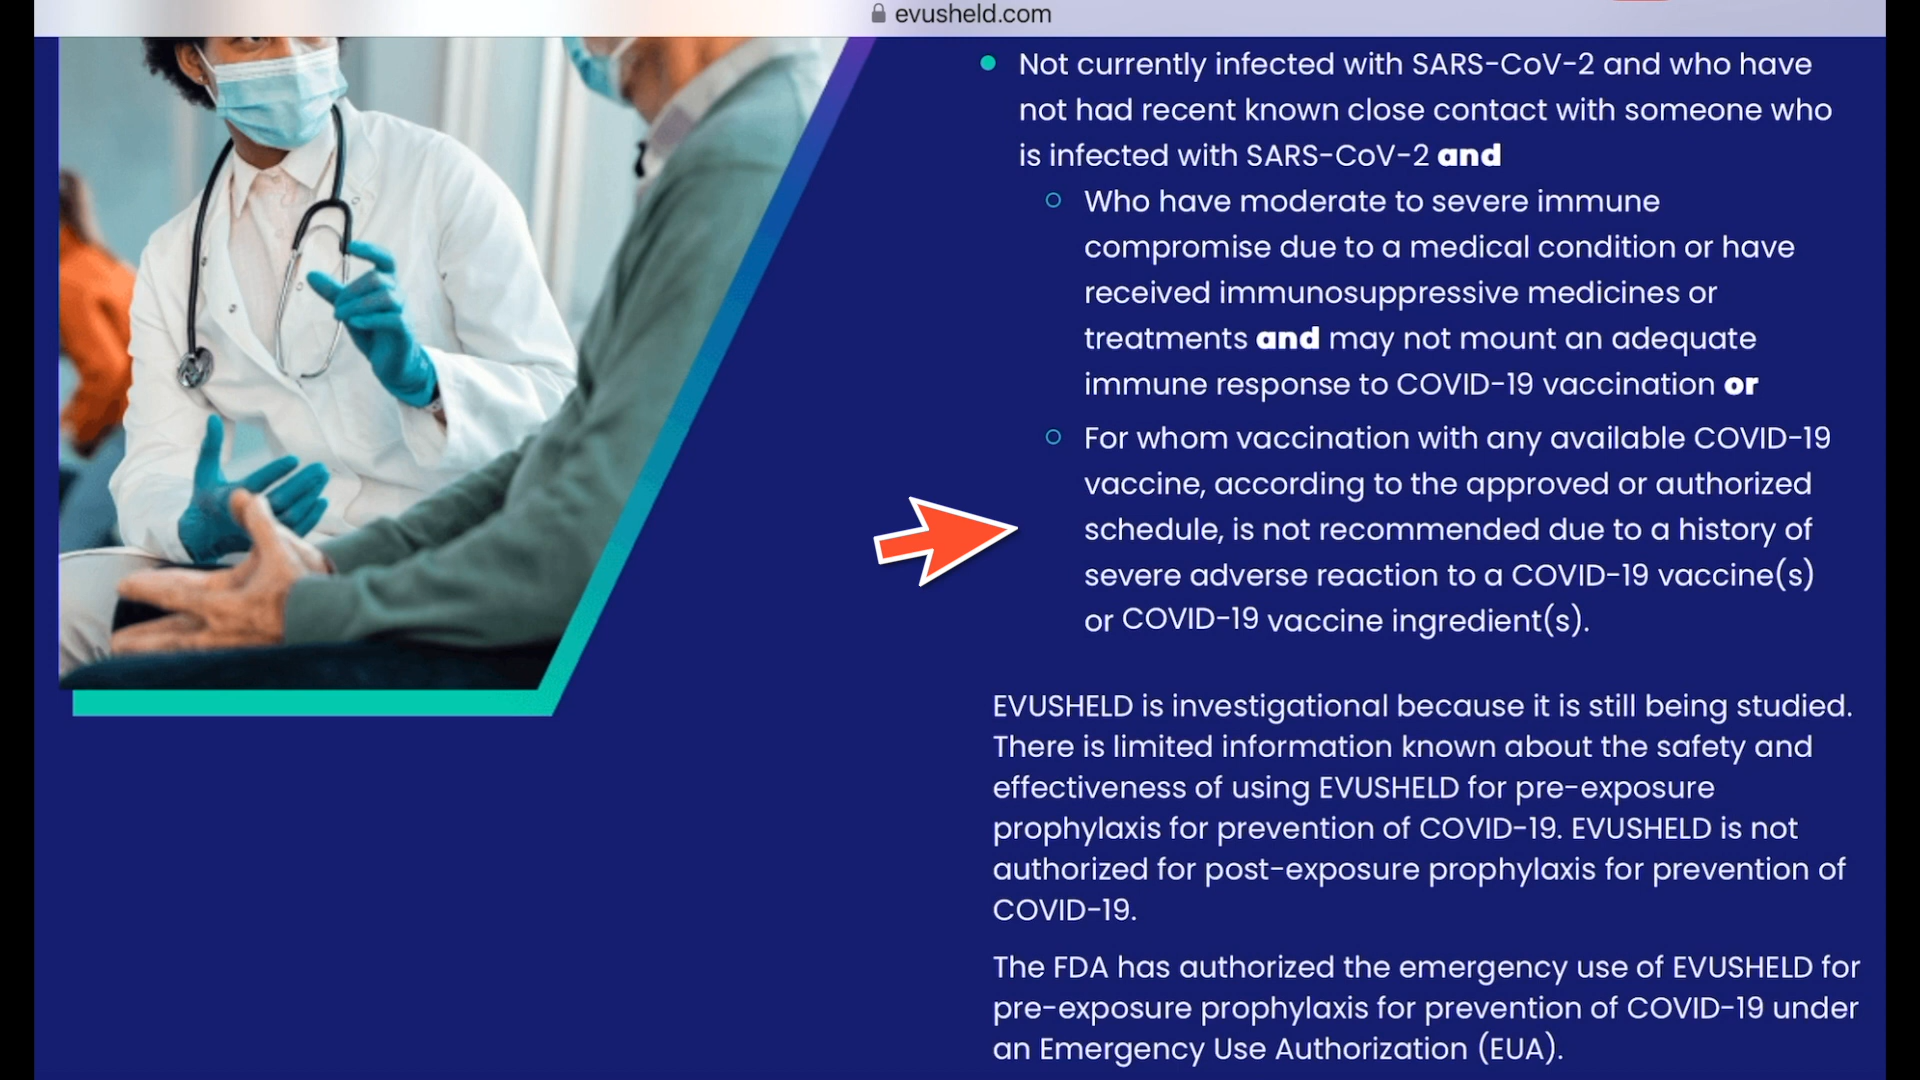 evusheld.com
Not currently infected with SARS-CoV-2 and who have
not had recent known close contact with someone who
is infected with SARS-CoV-2 and
Who have moderate to severe immune
compromise due to a medical condition or have
received immunosuppressive medicines or
treatments and may not mount an adequate
immune response to COVID-19 vaccination or
For whom vaccination with any available COVID-19
vaccine, according to the approved or authorized
schedule, is not recommended due to a history of
severe adverse reaction to a COVID-19 vaccine(s)
or COVID-19 vaccine ingredient(s).
EVUSHELD is investigational because it is still being studied.
There is limited information known about the safety and
effectiveness of using EVUSHELD for pre-exposure
prophylaxis for prevention of COVID-19. EVUSHELD is not
authorized for post-exposure prophylaxis for prevention of
COVID-19.
The FDA has authorized the emergency use of EVUSHELD for
pre-exposure prophylaxis for prevention of COVID-19 under
an Emergency Use Authorization (EUA).